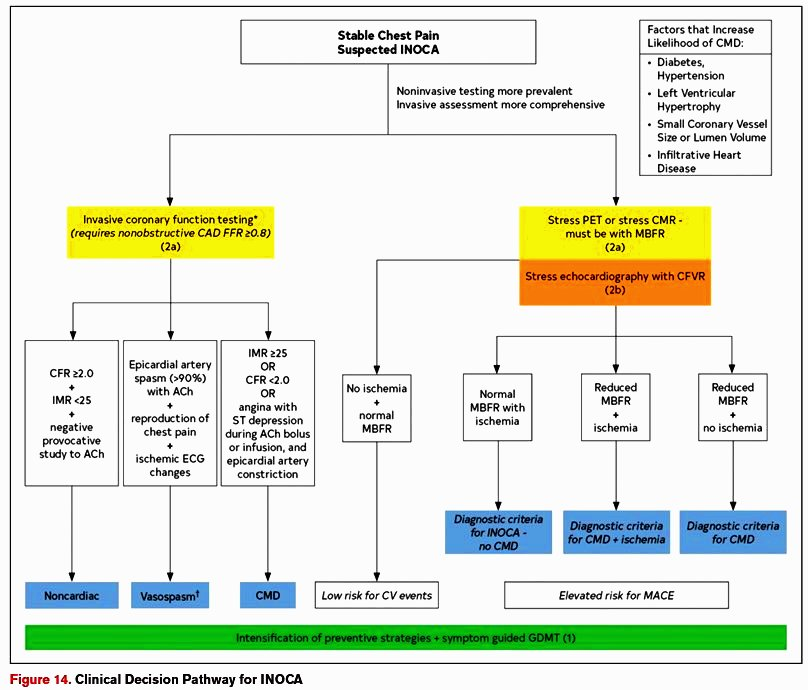 Stable Chest Pain
Suspected INOCA
Factors that Increase
Likelihood of CMD:
• Diabetes,
Hypertension
• Left Ventricular
Hypertrophy
• Small Coronary Vessel
Size or Lumen Volume
• Infiltrative Heart
Disease
Noninvasive testing more prevalent
Invasive assessment more comprehensive
Invasive coronary function testing*
(requires nonobstructive CAD FFR ≥0.8)
(2a)
Stress PET or stress CMR -
must be with MBFR
(2a)
Stress echocardiography with CFVR
(2b)
CFR ≥2.0
+
IMR <25
+
negative
provocative
study to ACh
Epicardial artery
spasm (>90%)
with ACh
+
reproduction of
chest pain
+
ischemic ECG
changes
IMR ≥25
OR
CFR <2.0
OR
angina with
ST depression
during ACh bolus
or infusion, and
epicardial artery
constriction
No ischemia
+
normal
MBFR
Normal
MBFR with
ischemia
Reduced
MBFR
+
ischemia
Reduced
MBFR
+
no ischemia
Diagnostic criteria
for INOCA -
no CMD
Diagnostic criteria
for CMD + ischemia
Diagnostic criteria
for CMD
Noncardiac
Vasospasm†
CMD
Low risk for CV events
Elevated risk for MACE
Intensification of preventive strategies + symptom guided GDMT (1)
Figure 14. Clinical Decision Pathway for INOCA